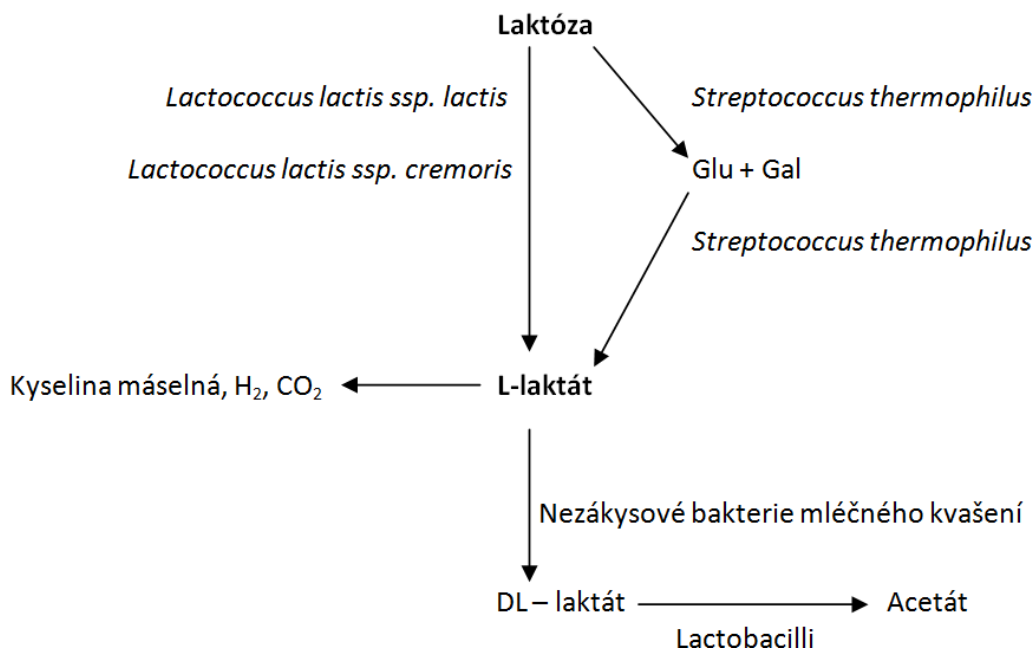 Laktóza
Lactococcus lactis ssp. lactis
Streptococcus thermophilus
Lactococcus lactis ssp. cremoris
Glu + Gal
Streptococcus thermophilus
Kyselina máselná, H₂, CO₂
L-laktát
Nezákysové bakterie mléčného kvašení
DL – laktát
Acetát
Lactobacilli